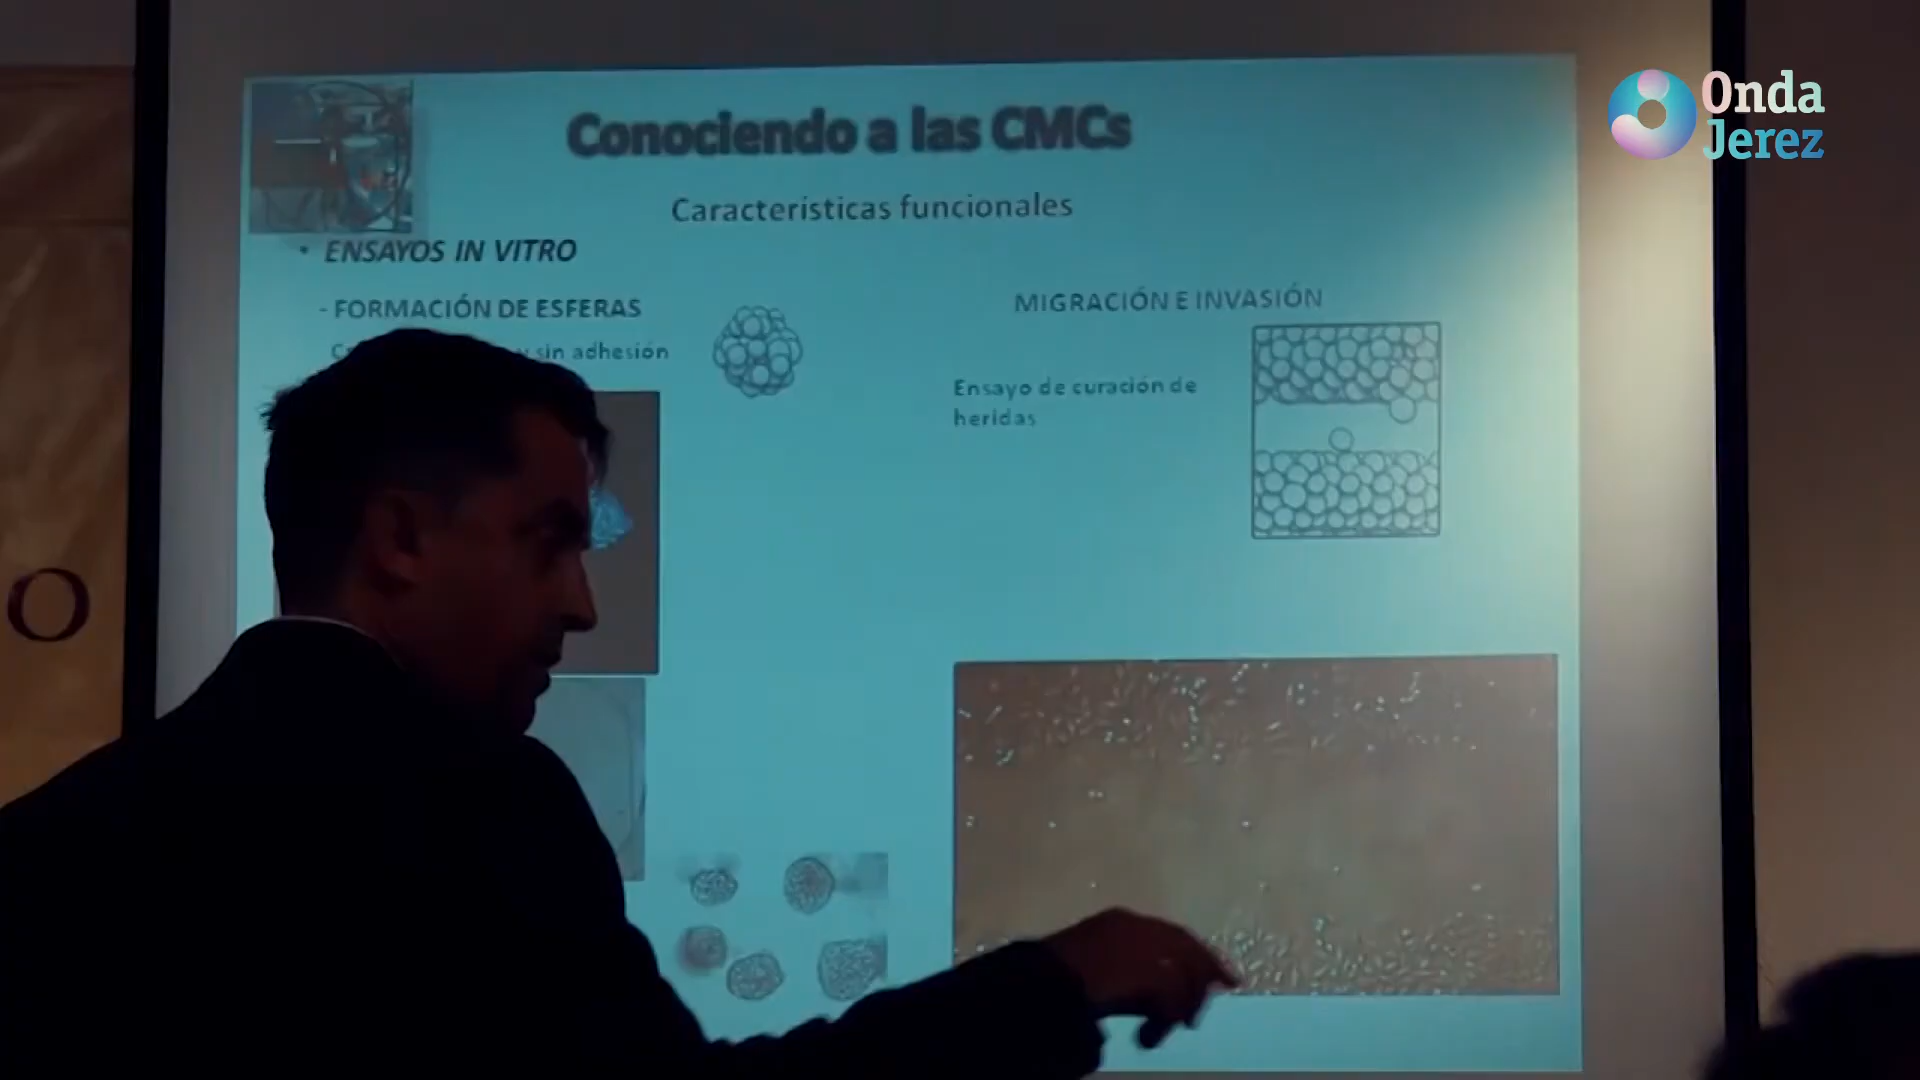 Onda
Jerez
Conociendo a las CMCs
Características funcionales
• ENSAYOS IN VITRO
- FORMACIÓN DE ESFERAS
sin adhesión
MIGRACIÓN E INVASIÓN
Ensayo de curación de
heridas
O